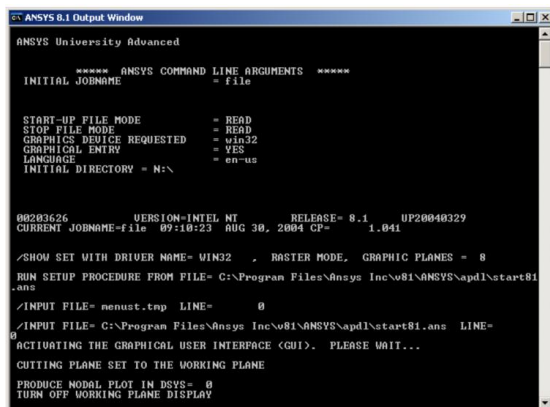 ANSYS 8.1 Output Window
ANSYS University Advanced
***** ANSYS COMMAND LINE ARGUMENTS *****
INITIAL JOBNAME = file
START-UP FILE MODE = READ
STOP FILE MODE = READ
GRAPHICS DEVICE REQUESTED = win32
GRAPHICAL ENTRY = YES
LANGUAGE = en-us
INITIAL DIRECTORY = N:\
00203626 VERSION=INTEL NT RELEASE= 8.1 UP20040329
CURRENT JOBNAME=file 09:10:23 AUG 30, 2004 CP= 1.041
/SHOW SET WITH DRIVER NAME= WIN32 , RASTER MODE, GRAPHIC PLANES = 8
RUN SETUP PROCEDURE FROM FILE= C:\Program Files\Ansys Inc\v81\ANSYS\apdl\start81
.ans
/INPUT FILE= menust.tmp LINE= 0
/INPUT FILE= C:\Program Files\Ansys Inc\v81\ANSYS\apdl\start81.ans LINE=
0
ACTIVATING THE GRAPHICAL USER INTERFACE (GUI). PLEASE WAIT...
CUTTING PLANE SET TO THE WORKING PLANE
PRODUCE NODAL PLOT IN DSYS= 0
TURN OFF WORKING PLANE DISPLAY